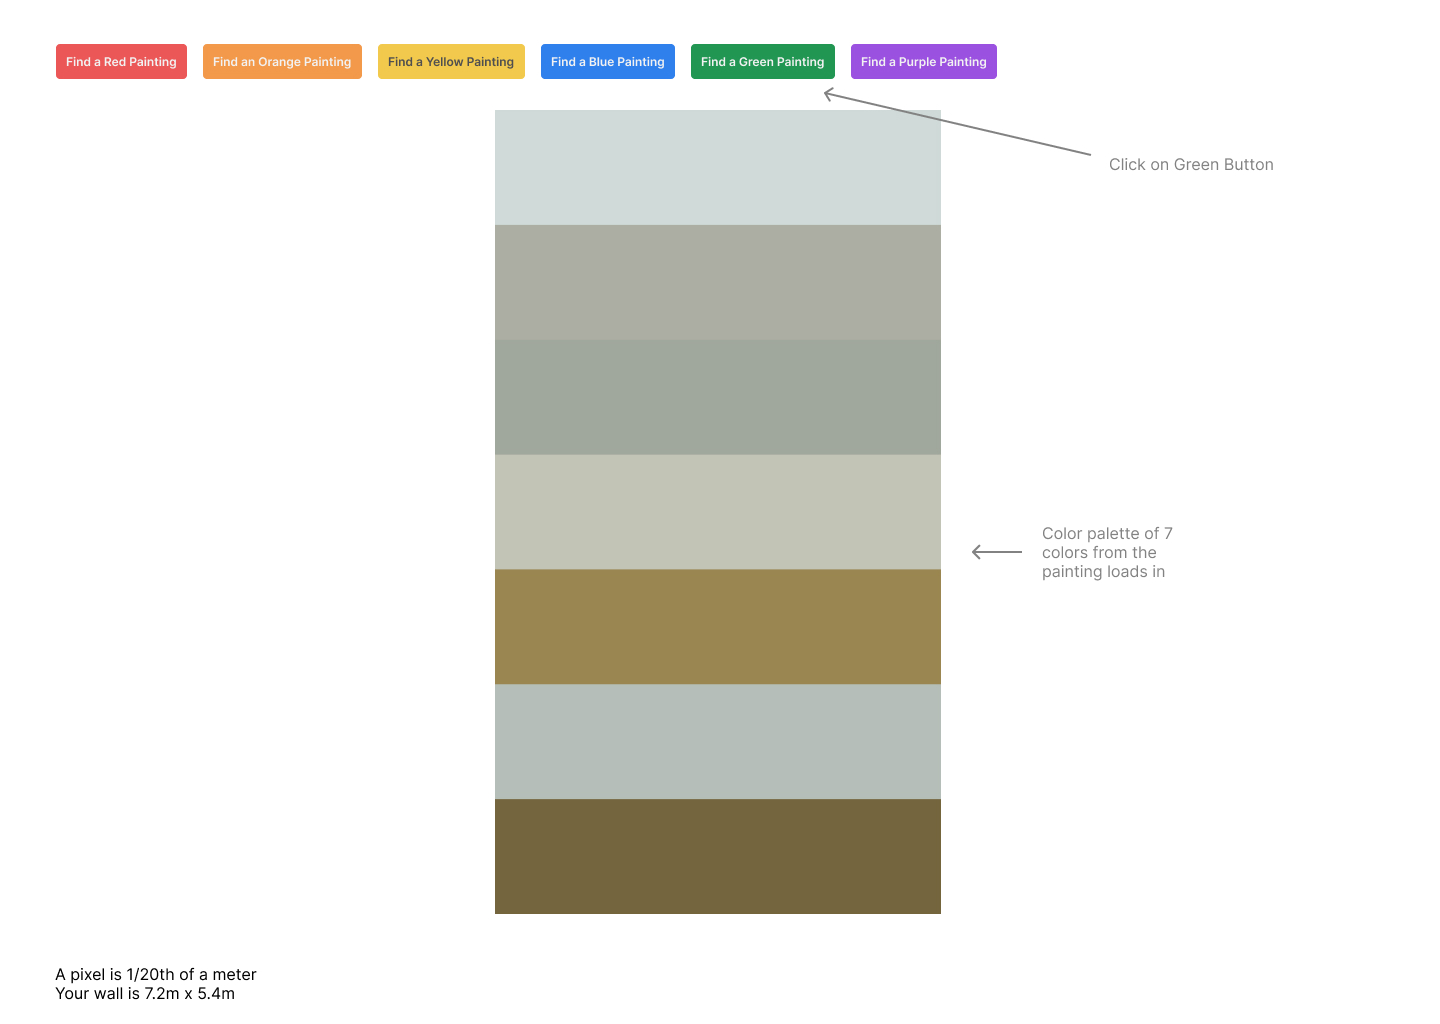 Find a Red Painting
Find an Orange Painting
Find a Yellow Painting
Find a Blue Painting
Find a Green Painting
Find a Purple Painting
Click on Green Button
Color palette of 7
colors from the
painting loads in
A pixel is 1/20th of a meter
Your wall is 7.2m x 5.4m